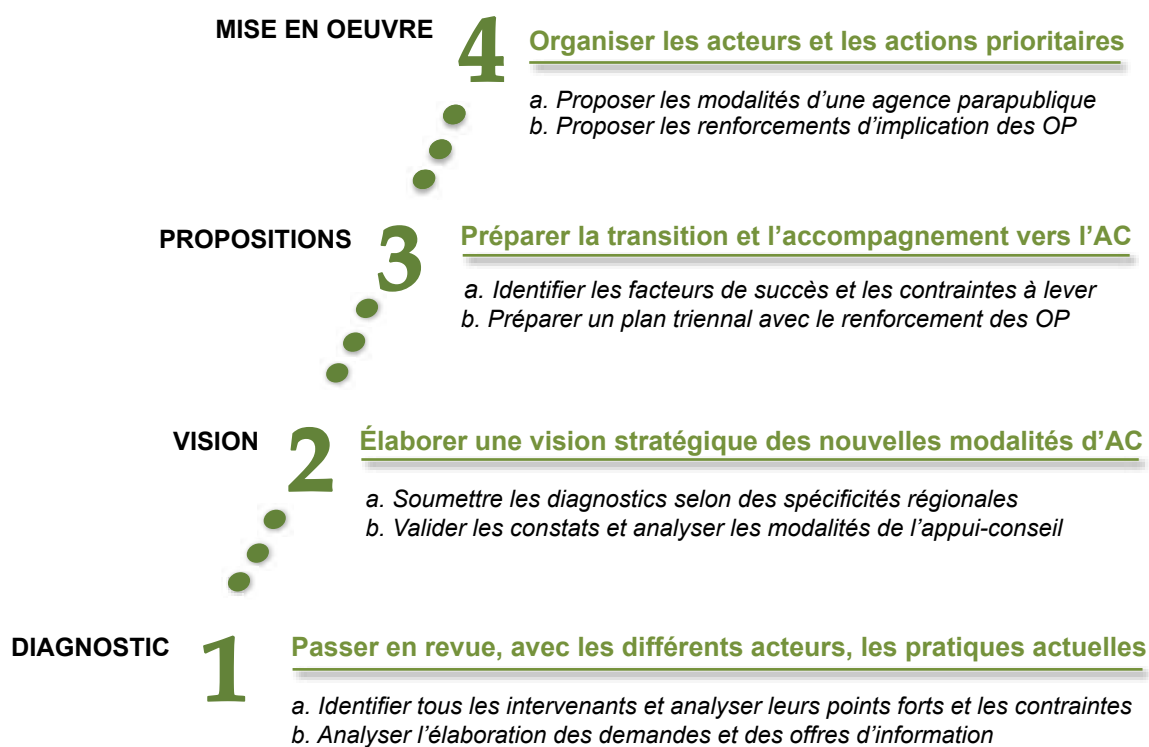 MISE EN OEUVRE
4
Organiser les acteurs et les actions prioritaires
a. Proposer les modalités d’une agence parapublique
b. Proposer les renforcements d’implication des OP
PROPOSITIONS
3
Préparer la transition et l’accompagnement vers l’AC
a. Identifier les facteurs de succès et les contraintes à lever
b. Préparer un plan triennal avec le renforcement des OP
VISION
2
Élaborer une vision stratégique des nouvelles modalités d’AC
a. Soumettre les diagnostics selon des spécificités régionales
b. Valider les constats et analyser les modalités de l’appui-conseil
DIAGNOSTIC
1
Passer en revue, avec les différents acteurs, les pratiques actuelles
a. Identifier tous les intervenants et analyser leurs points forts et les contraintes
b. Analyser l’élaboration des demandes et des offres d’information